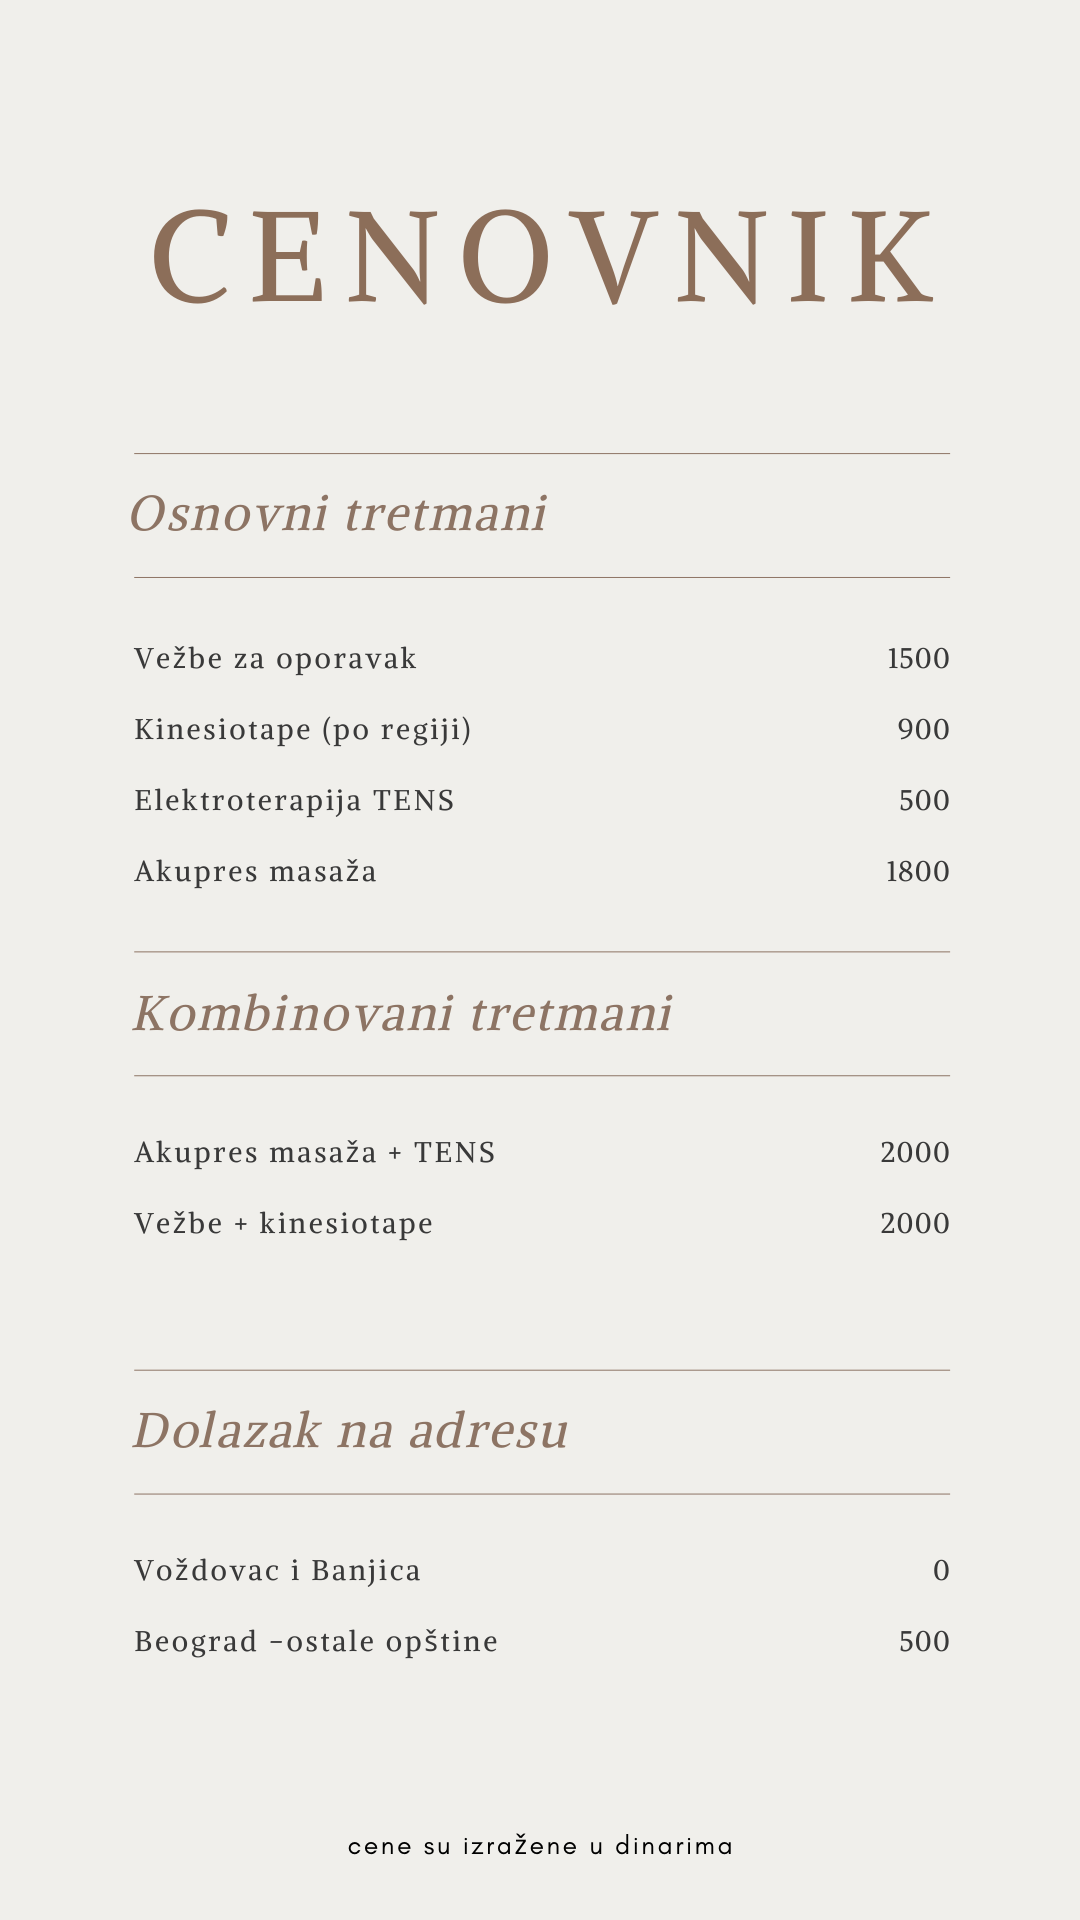 CENOVNIK
Osnovni tretmani
Vežbe za oporavak 1500
Kinesiotape (po regiji) 900
Elektroterapija TENS 500
Akupres masaža 1800
Kombinovani tretmani
Akupres masaža + TENS 2000
Vežbe + kinesiotape 2000
Dolazak na adresu
Voždovac i Banjica 0
Beograd -ostale opštine 500
cene su izražene u dinarima